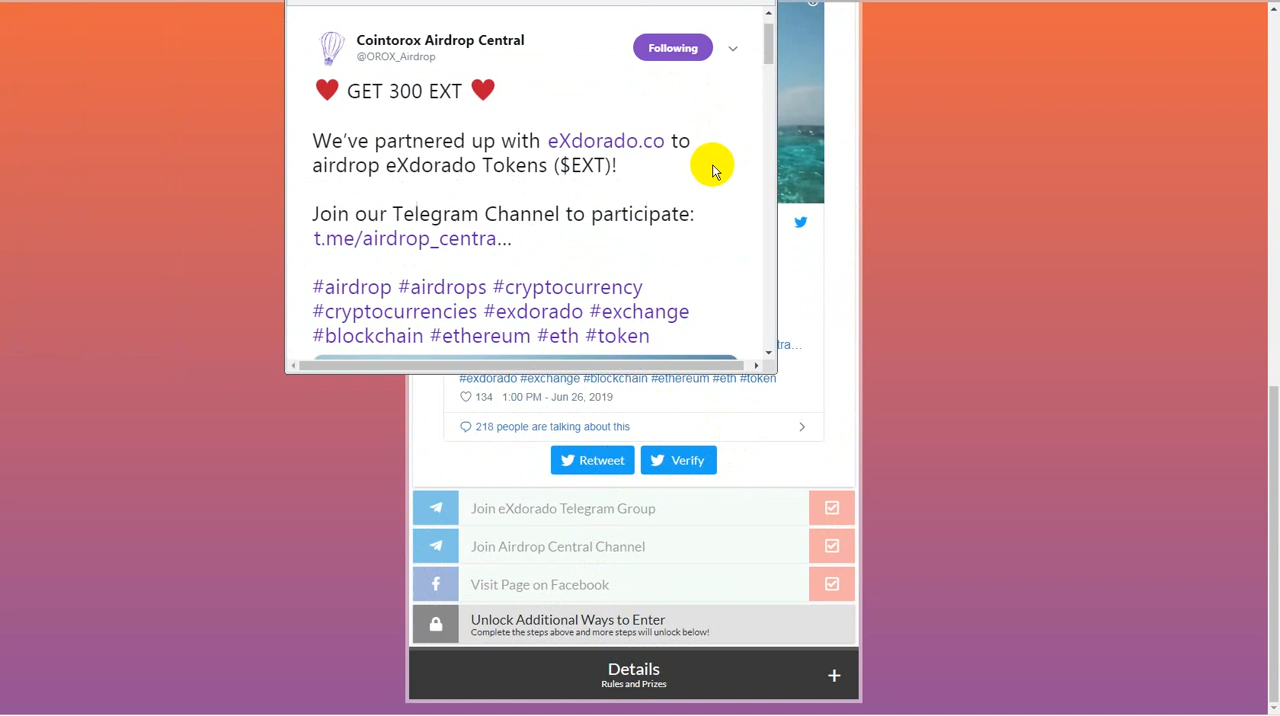 Cointorox Airdrop Central
@OROX_Airdrop
Following
GET 300 EXT
We've partnered up with eXdorado.co to
airdrop eXdorado Tokens ($EXT)!
Join our Telegram Channel to participate:
t.me/airdrop_centra...
#airdrop #airdrops #cryptocurrency
#cryptocurrencies #exdorado #exchange
#blockchain #ethereum #eth #token
tra...
#exdorado #exchange #blockchain #ethereum #eth #token
134 1:00 PM - Jun 26, 2019
218 people are talking about this
Retweet Verify
Join eXdorado Telegram Group
Join Airdrop Central Channel
Visit Page on Facebook
Unlock Additional Ways to Enter
Complete the steps above and more steps will unlock below!
Details
Rules and Prizes